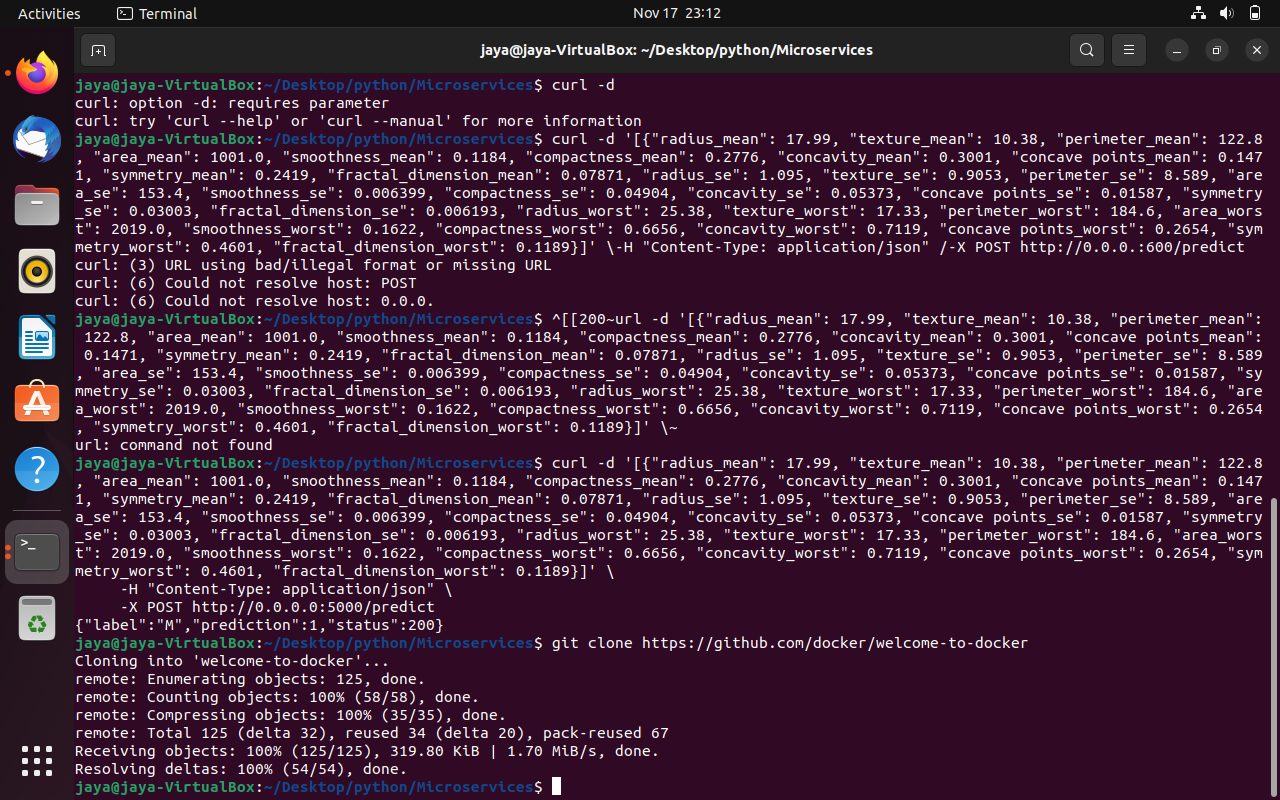 Activities
Terminal
Nov 17 23:12
jaya@jaya-VirtualBox: ~/Desktop/python/Microservices
jaya@jaya-VirtualBox:~/Desktop/python/Microservices$ curl -d
curl: option -d: requires parameter
curl: try 'curl --help' or 'curl --manual' for more information
jaya@jaya-VirtualBox:~/Desktop/python/Microservices$ curl -d '[{"radius_mean": 17.99, "texture_mean": 10.38, "perimeter_mean": 122.8
, "area_mean": 1001.0, "smoothness_mean": 0.1184, "compactness_mean": 0.2776, "concavity_mean": 0.3001, "concave points_mean": 0.147
1, "symmetry_mean": 0.2419, "fractal_dimension_mean": 0.07871, "radius_se": 1.095, "texture_se": 0.9053, "perimeter_se": 8.589, "are
a_se": 153.4, "smoothness_se": 0.006399, "compactness_se": 0.04904, "concavity_se": 0.05373, "concave points_se": 0.01587, "symmetry
_se": 0.03003, "fractal_dimension_se": 0.006193, "radius_worst": 25.38, "texture_worst": 17.33, "perimeter_worst": 184.6, "area_wors
t": 2019.0, "smoothness_worst": 0.1622, "compactness_worst": 0.6656, "concavity_worst": 0.7119, "concave points_worst": 0.2654, "sym
metry_worst": 0.4601, "fractal_dimension_worst": 0.1189}]' \-H "Content-Type: application/json" /-X POST http://0.0.0.:600/predict
curl: (3) URL using bad/illegal format or missing URL
curl: (6) Could not resolve host: POST
curl: (6) Could not resolve host: 0.0.0.
jaya@jaya-VirtualBox:~/Desktop/python/Microservices$ ^[[200~url -d '[{"radius_mean": 17.99, "texture_mean": 10.38, "perimeter_mean":
 122.8, "area_mean": 1001.0, "smoothness_mean": 0.1184, "compactness_mean": 0.2776, "concavity_mean": 0.3001, "concave points_mean":
 0.1471, "symmetry_mean": 0.2419, "fractal_dimension_mean": 0.07871, "radius_se": 1.095, "texture_se": 0.9053, "perimeter_se": 8.589
, "area_se": 153.4, "smoothness_se": 0.006399, "compactness_se": 0.04904, "concavity_se": 0.05373, "concave points_se": 0.01587, "sy
mmetry_se": 0.03003, "fractal_dimension_se": 0.006193, "radius_worst": 25.38, "texture_worst": 17.33, "perimeter_worst": 184.6, "are
a_worst": 2019.0, "smoothness_worst": 0.1622, "compactness_worst": 0.6656, "concavity_worst": 0.7119, "concave points_worst": 0.2654
, "symmetry_worst": 0.4601, "fractal_dimension_worst": 0.1189}]' \~
url: command not found
jaya@jaya-VirtualBox:~/Desktop/python/Microservices$ curl -d '[{"radius_mean": 17.99, "texture_mean": 10.38, "perimeter_mean": 122.8
, "area_mean": 1001.0, "smoothness_mean": 0.1184, "compactness_mean": 0.2776, "concavity_mean": 0.3001, "concave points_mean": 0.147
1, "symmetry_mean": 0.2419, "fractal_dimension_mean": 0.07871, "radius_se": 1.095, "texture_se": 0.9053, "perimeter_se": 8.589, "are
a_se": 153.4, "smoothness_se": 0.006399, "compactness_se": 0.04904, "concavity_se": 0.05373, "concave points_se": 0.01587, "symmetry
_se": 0.03003, "fractal_dimension_se": 0.006193, "radius_worst": 25.38, "texture_worst": 17.33, "perimeter_worst": 184.6, "area_wors
t": 2019.0, "smoothness_worst": 0.1622, "compactness_worst": 0.6656, "concavity_worst": 0.7119, "concave points_worst": 0.2654, "sym
metry_worst": 0.4601, "fractal_dimension_worst": 0.1189}]' \
     -H "Content-Type: application/json" \
     -X POST http://0.0.0.0:5000/predict
{"label":"M","prediction":1,"status":200}
jaya@jaya-VirtualBox:~/Desktop/python/Microservices$ git clone https://github.com/docker/welcome-to-docker
Cloning into 'welcome-to-docker'...
remote: Enumerating objects: 125, done.
remote: Counting objects: 100% (58/58), done.
remote: Compressing objects: 100% (35/35), done.
remote: Total 125 (delta 32), reused 34 (delta 20), pack-reused 67
Receiving objects: 100% (125/125), 319.80 KiB | 1.70 MiB/s, done.
Resolving deltas: 100% (54/54), done.
jaya@jaya-VirtualBox:~/Desktop/python/Microservices$